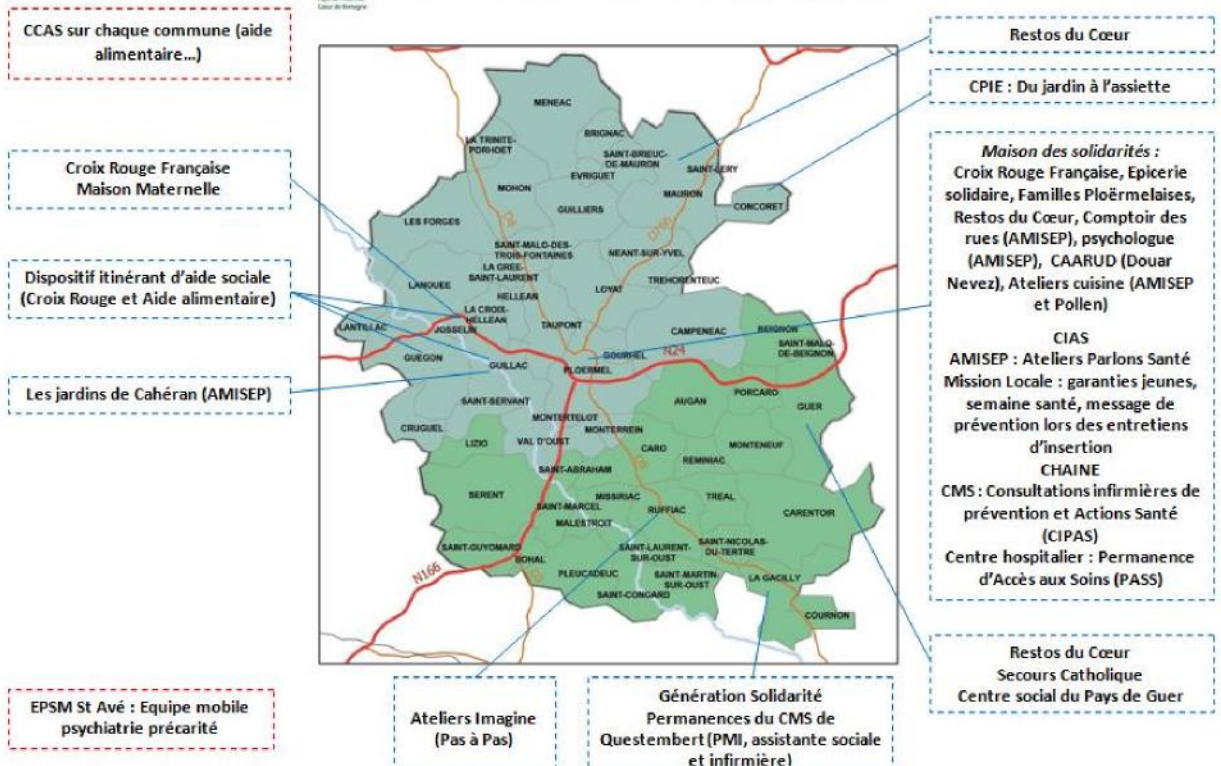 Cœur de Bretagne
CCAS sur chaque commune (aide
alimentaire...)
Croix Rouge Française
Maison Maternelle
Dispositif itinérant d'aide sociale
(Croix Rouge et Aide alimentaire)
Les jardins de Cahéran (AMISEP)
EPSM St Avé : Equipe mobile
psychiatrie précarité
MENEAC
LA TRINITE-
PORHOET
BRIGNAC
SAINT-BRIEUC-
DE-MAURON
SAINT-LERY
EVRIGUET
MOHON
MAURON
CONCORET
GUILLIERS
LES FORGES
SAINT-MALO-DES-
TROIS-FONTAINES
NEANT-SUR-YVEL
LA GREE-
SAINT-LAURENT
TREHORENTEUC
LANOUEE
LOYAT
HELLEAN
LA CROIX-
HELLEAN
LANTILLAC
JOSSELIN
TAUPONT
CAMPENEAC
BEIGNON
SAINT-MALO-
DE-BEIGNON
GUEGON
GOURHEL
N24
GUILLAC
PLOERMEL
PORCARO
AUGAN
GUER
SAINT-SERVANT
MONTERTELOT
MONTERREIN
CRUGUEL
LIZIO
VAL D'OUST
CARO
MONTENEUF
REMINIAC
SAINT-ABRAHAM
SERENT
MISSIRIAC
TREAL
SAINT-MARCEL
RUFFIAC
CARENTOIR
MALESTROIT
SAINT-GUYOMARD
SAINT-LAURENT-
SUR-OUST
SAINT-NICOLAS-
DU-TERTRE
BOHAL
N166
PLEUCADEUC
SAINT-MARTIN-
SUR-OUST
LA GACILLY
SAINT-CONGARD
COURNON
Restos du Cœur
CPIE : Du jardin à l'assiette
Maison des solidarités :
Croix Rouge Française, Epicerie
solidaire, Familles Ploërmelaises,
Restos du Cœur, Comptoir des
rues (AMISEP), psychologue
(AMISEP), CAARUD (Douar
Nevez), Ateliers cuisine (AMISEP
et Pollen)
CIAS
AMISEP : Ateliers Parlons Santé
Mission Locale : garanties jeunes,
semaine santé, message de
prévention lors des entretiens
d'insertion
CHAINE
CMS : Consultations infirmières de
prévention et Actions Santé
(CIPAS)
Centre hospitalier : Permanence
d'Accès aux Soins (PASS)
Restos du Cœur
Secours Catholique
Centre social du Pays de Guer
Ateliers Imagine
(Pas à Pas)
Génération Solidarité
Permanences du CMS de
Questembert (PMI, assistante sociale
et infirmière)